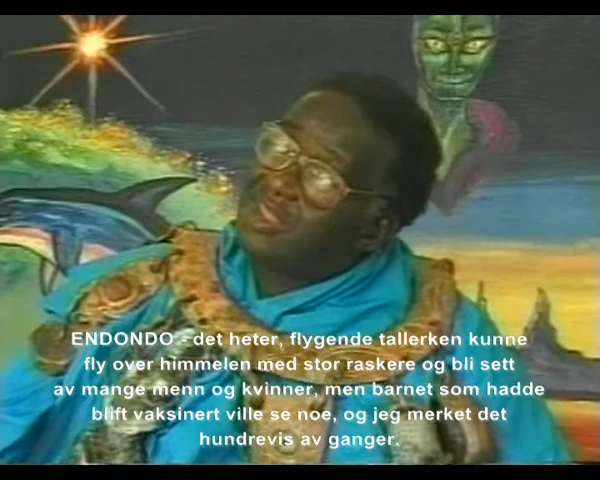 ENDONDO - det heter, flygende tallerken kunne
fly over himmelen med stor raskere og bli sett
av mange menn og kvinner, men barnet som hadde
blift vaksinert ville se noe, og jeg merket det
hundrevis av ganger.